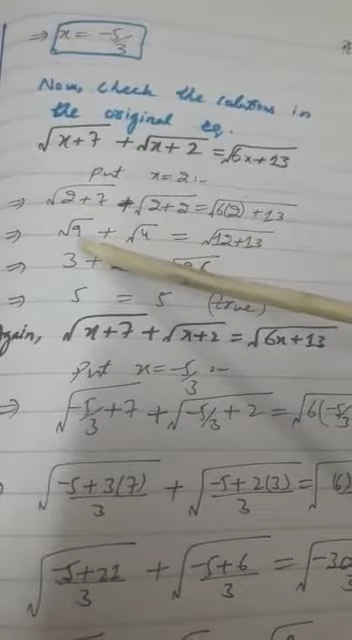 ⇒ x = -5/3
Now, check the solutions in
the original eq.
√(x+7) + √(x+2) = √(6x+13)
Put x=2:-
⇒ √(2+7) + √(2+2) = √(6(2)+13)
⇒ √9 + √4 = √(12+13)
⇒ 3 +
⇒ 5 = 5 (true)
Again, √(x+7) + √(x+2) = √(6x+13)
Put x = -5/3 :-
⇒ √(-5/3+7) + √(-5/3+2) = √(6(-5/
√((-5+3(7))/3) + √((-5+2(3))/3) = √(6)
√((-5+21)/3) + √((-5+6)/3) = √(-30